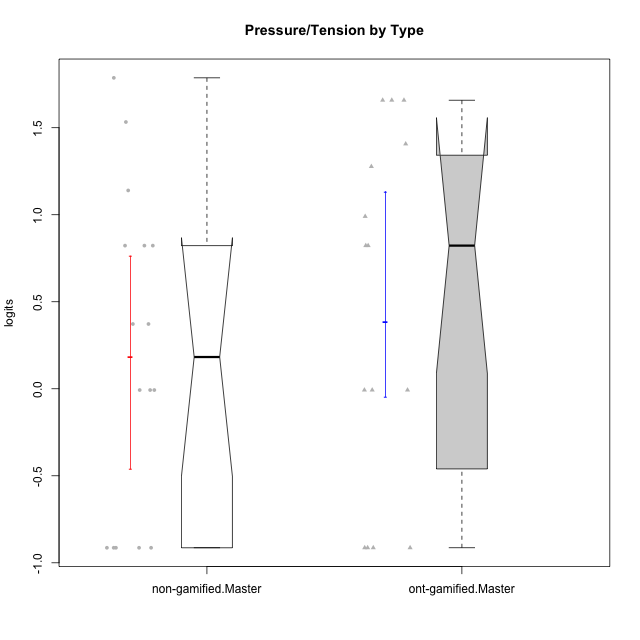 Pressure/Tension by Type
logits
1.5
1.0
0.5
0.0
-0.5
-1.0
non-gamified.Master
ont-gamified.Master